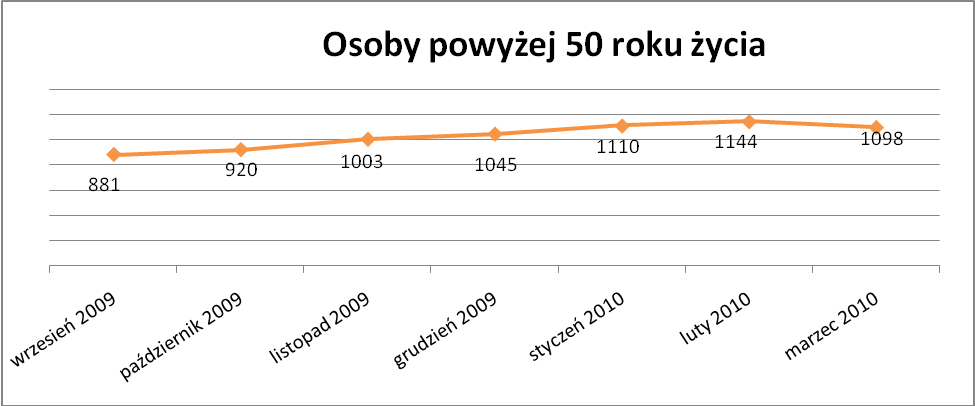 Osoby powyżej 50 roku życia
881
920
1003
1045
1110
1144
1098
wrzesień 2009
październik 2009
listopad 2009
grudzień 2009
styczeń 2010
luty 2010
marzec 2010